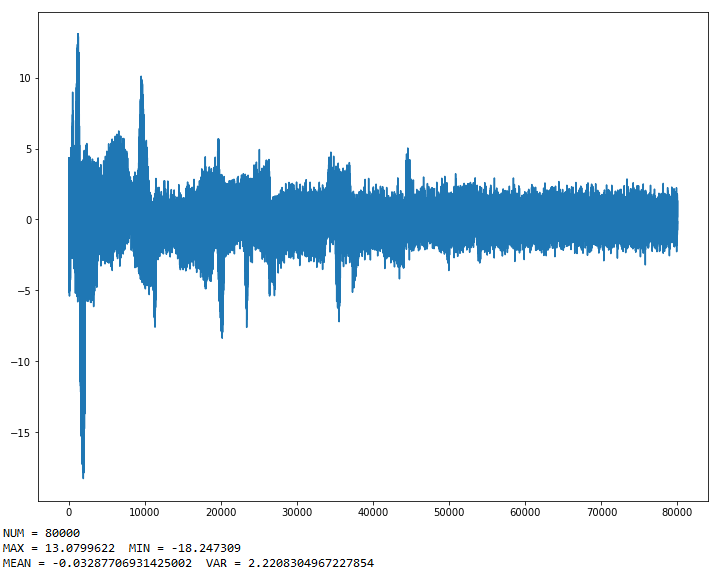 10
5
0
−5
−10
−15
0 10000 20000 30000 40000 50000 60000 70000 80000
NUM = 80000
MAX = 13.0799622  MIN = -18.247309
MEAN = -0.03287706931425002  VAR = 2.2208304967227854